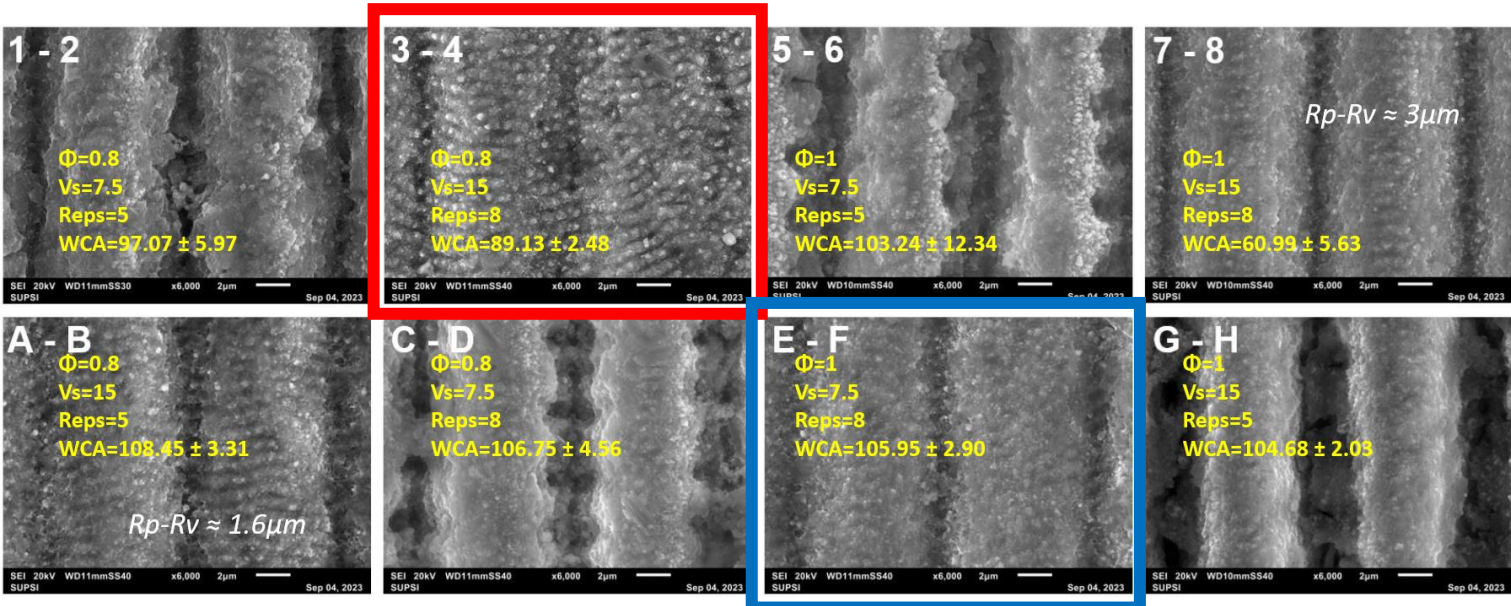 1 - 2
Φ=0.8
Vs=7.5
Reps=5
WCA=97.07 ± 5.97
SEI 20kV WD11mmSS30 x6,000 2μm
SUPSI Sep 04, 2023
3 - 4
Φ=0.8
Vs=15
Reps=8
WCA=89.13 ± 2.48
SEI 20kV WD11mmSS40 x6,000 2μm
SUPSI Sep 04, 2023
5 - 6
Φ=1
Vs=7.5
Reps=5
WCA=103.24 ± 12.34
SEI 20kV WD10mmSS40 x6,000 2μm
SUPSI Sep 04, 2023
7 - 8
Rp-Rv ≈ 3μm
Φ=1
Vs=15
Reps=8
WCA=60.99 ± 5.63
SEI 20kV WD10mmSS40 x6,000 2μm
SUPSI Sep 04, 2023
A - B
Φ=0.8
Vs=15
Reps=5
WCA=108.45 ± 3.31
Rp-Rv ≈ 1.6μm
SEI 20kV WD11mmSS40 x6,000 2μm
SUPSI Sep 04, 2023
C - D
Φ=0.8
Vs=7.5
Reps=8
WCA=106.75 ± 4.56
SEI 20kV WD11mmSS40 x6,000 2μm
SUPSI Sep 04, 2023
E - F
Φ=1
Vs=7.5
Reps=8
WCA=105.95 ± 2.90
SEI 20kV WD11mmSS40 x6,000 2μm
SUPSI Sep 04, 2023
G - H
Φ=1
Vs=15
Reps=5
WCA=104.68 ± 2.03
SEI 20kV WD10mmSS40 x6,000 2μm
SUPSI Sep 04, 2023